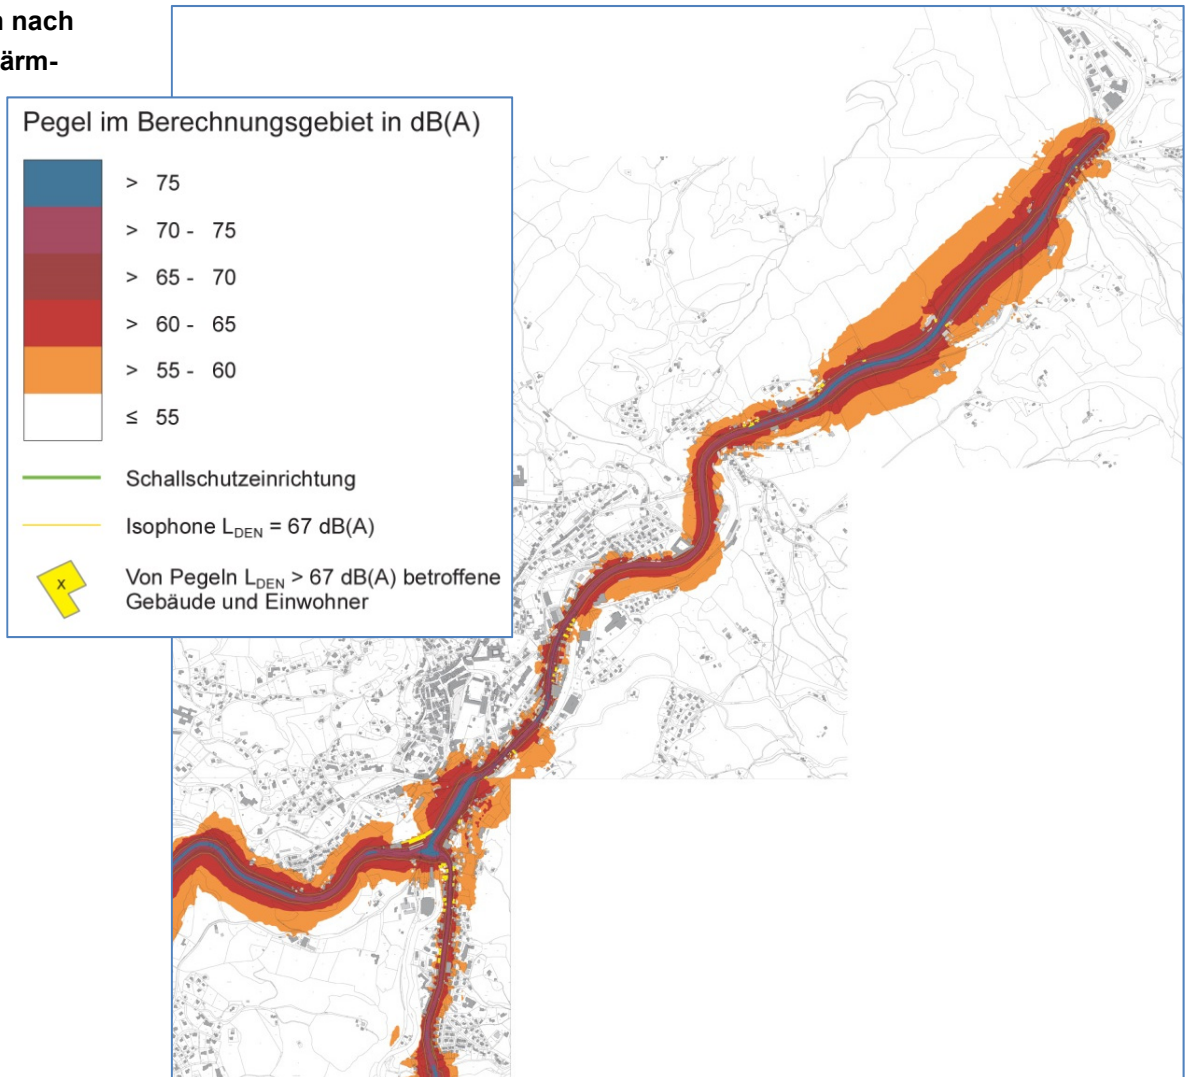 nach
ärm-
Pegel im Berechnungsgebiet in dB(A)
> 75
> 70 - 75
> 65 - 70
> 60 - 65
> 55 - 60
≤ 55
Schallschutzeinrichtung
Isophone LDEN = 67 dB(A)
x
Von Pegeln LDEN > 67 dB(A) betroffene
Gebäude und Einwohner